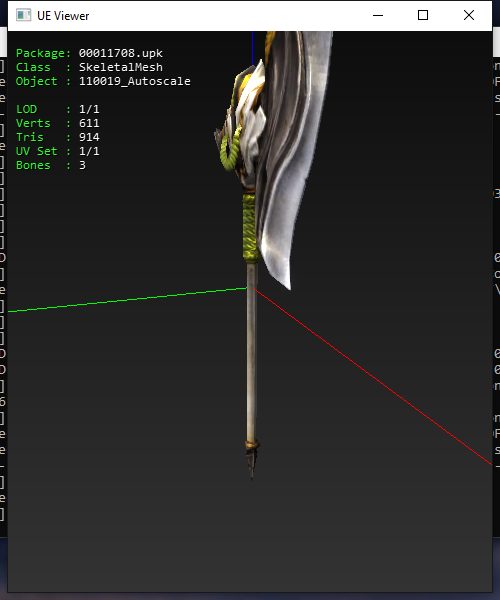 UE Viewer
Package: 00011708.upk
Class : SkeletalMesh
Object : 110019_Autoscale
LOD : 1/1
Verts : 611
Tris : 914
UV Set : 1/1
Bones : 3